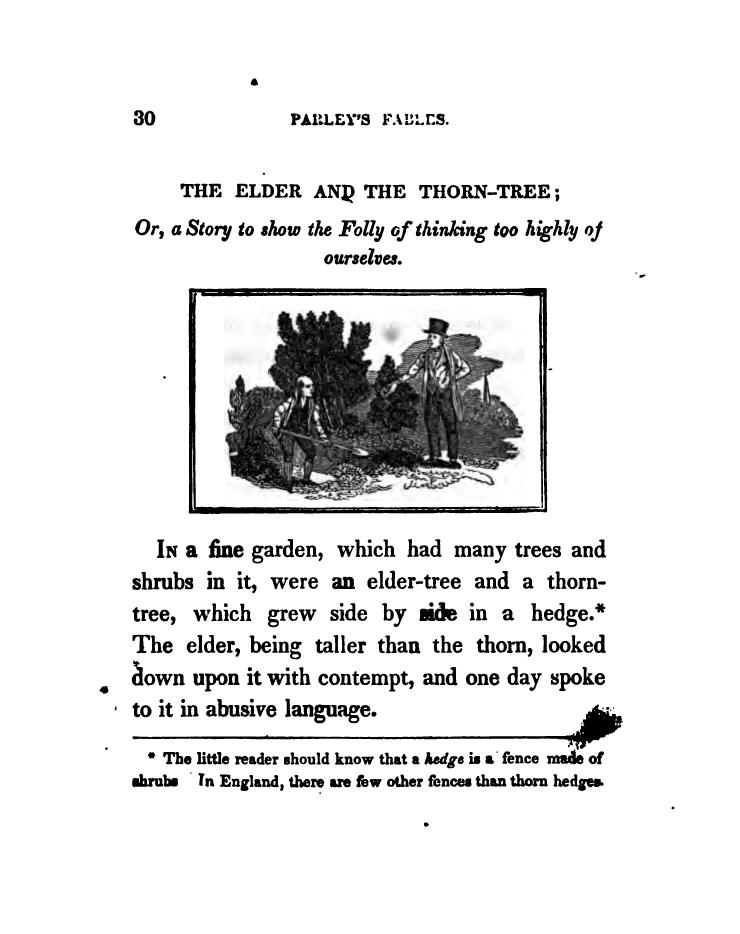 30 PARLEY'S FABLES.
THE ELDER AND THE THORN-TREE;
Or, a Story to show the Folly of thinking too highly of
ourselves.
In a fine garden, which had many trees and
shrubs in it, were an elder-tree and a thorn-
tree, which grew side by side in a hedge.*
The elder, being taller than the thorn, looked
down upon it with contempt, and one day spoke
to it in abusive language.
* The little reader should know that a hedge is a fence made of
shrubs In England, there are few other fences than thorn hedges.